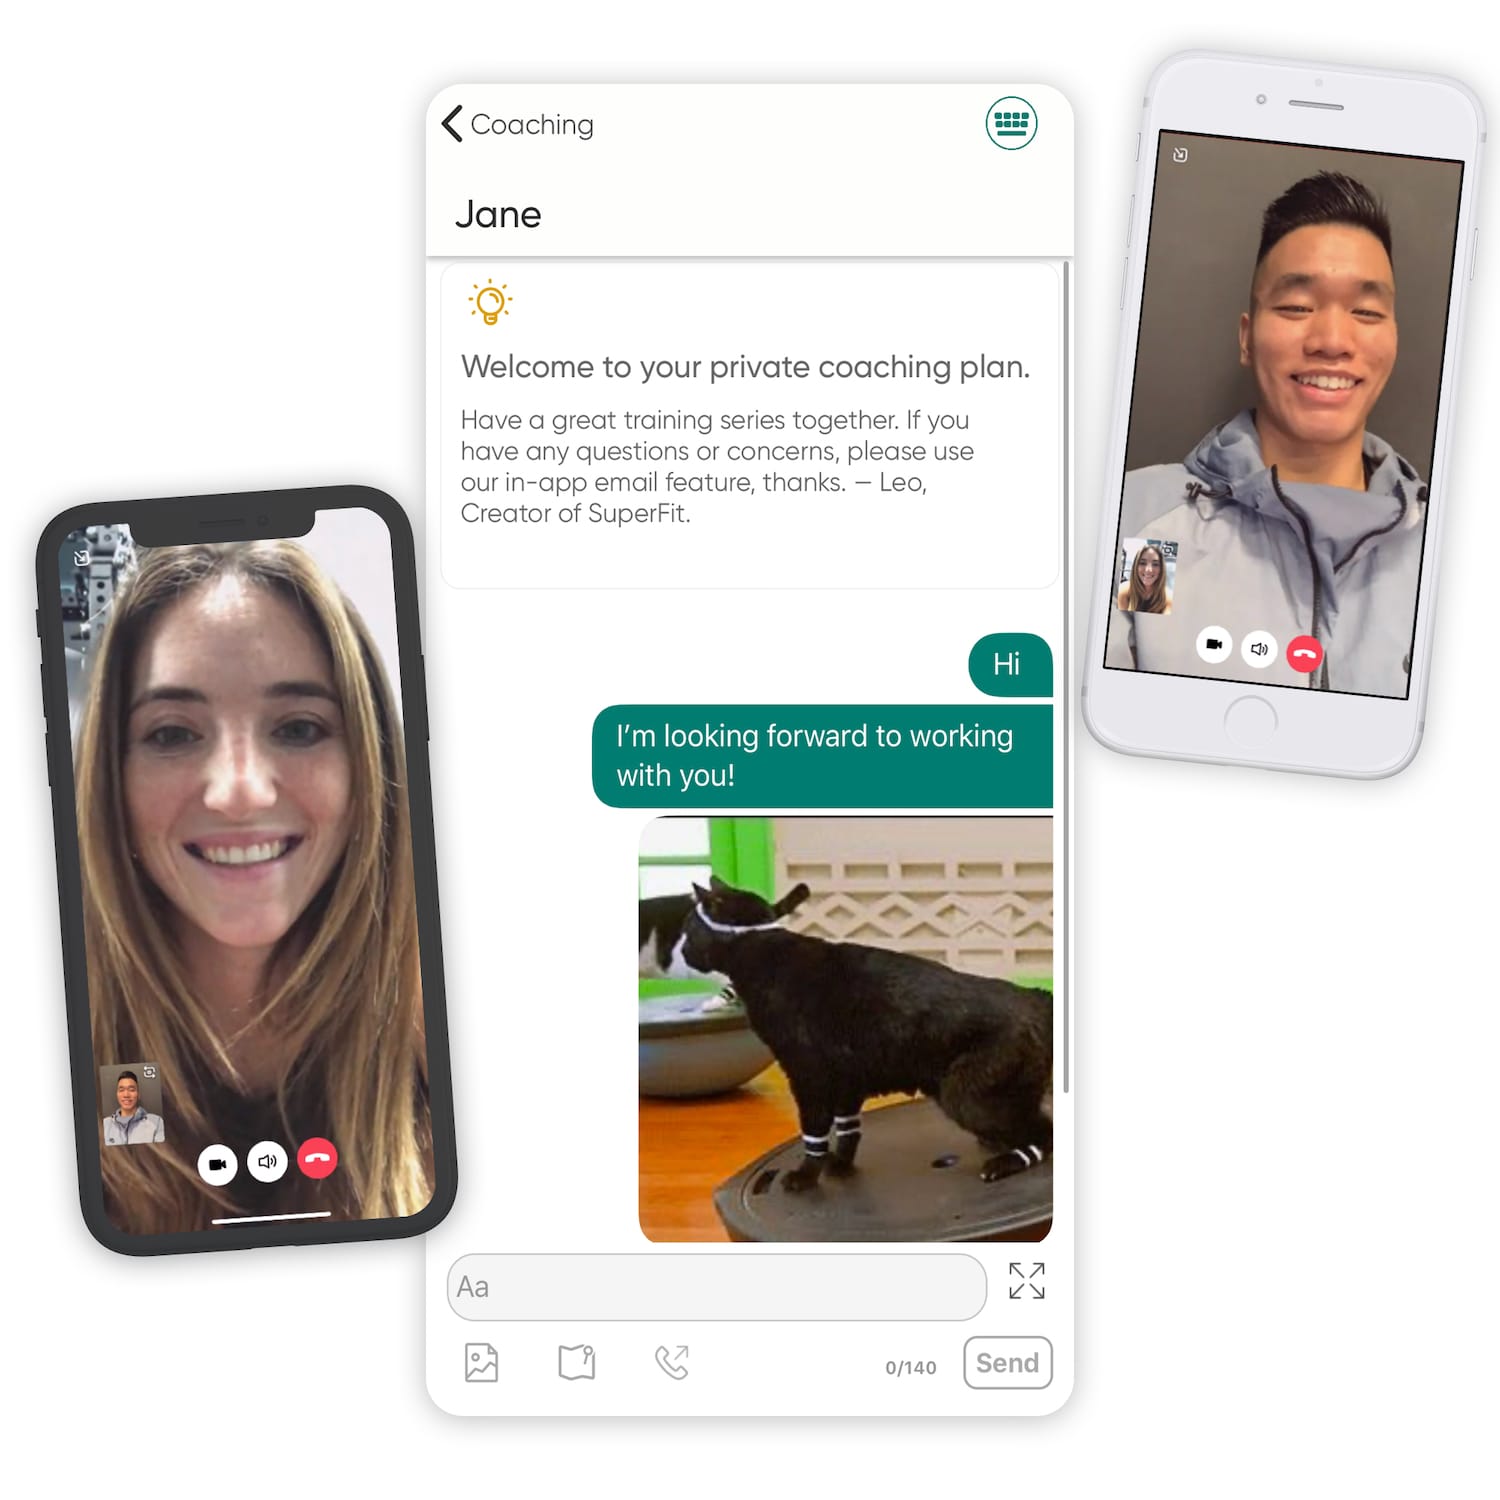 Coaching
Jane
Welcome to your private coaching plan.
Have a great training series together. If you
have any questions or concerns, please use
our in-app email feature, thanks. — Leo,
Creator of SuperFit.
Hi
I’m looking forward to working
with you!
Aa
0/140
Send